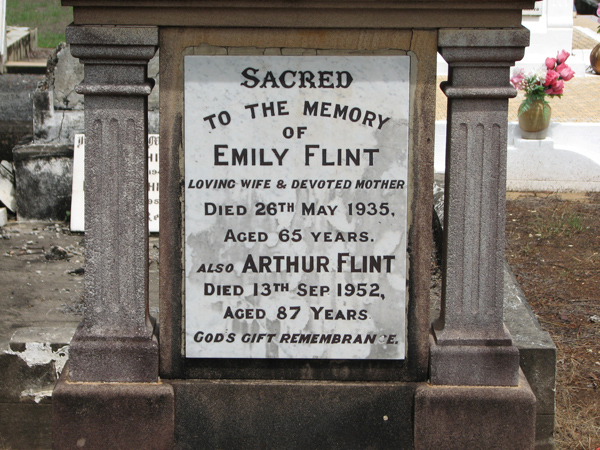 SACRED
TO THE MEMORY
OF
EMILY FLINT
LOVING WIFE & DEVOTED MOTHER
DIED 26TH MAY 1935,
AGED 65 YEARS.
ALSO ARTHUR FLINT
DIED 13TH SEP 1952,
AGED 87 YEARS
GOD'S GIFT REMEMBRANCE.